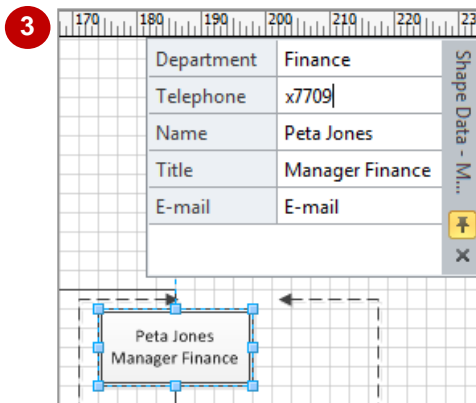 3
170 180 190 200 210 220 23
Department Finance
Telephone x7709
Name Peta Jones
Title Manager Finance
E-mail E-mail
Shape Data - M...
Peta Jones
Manager Finance